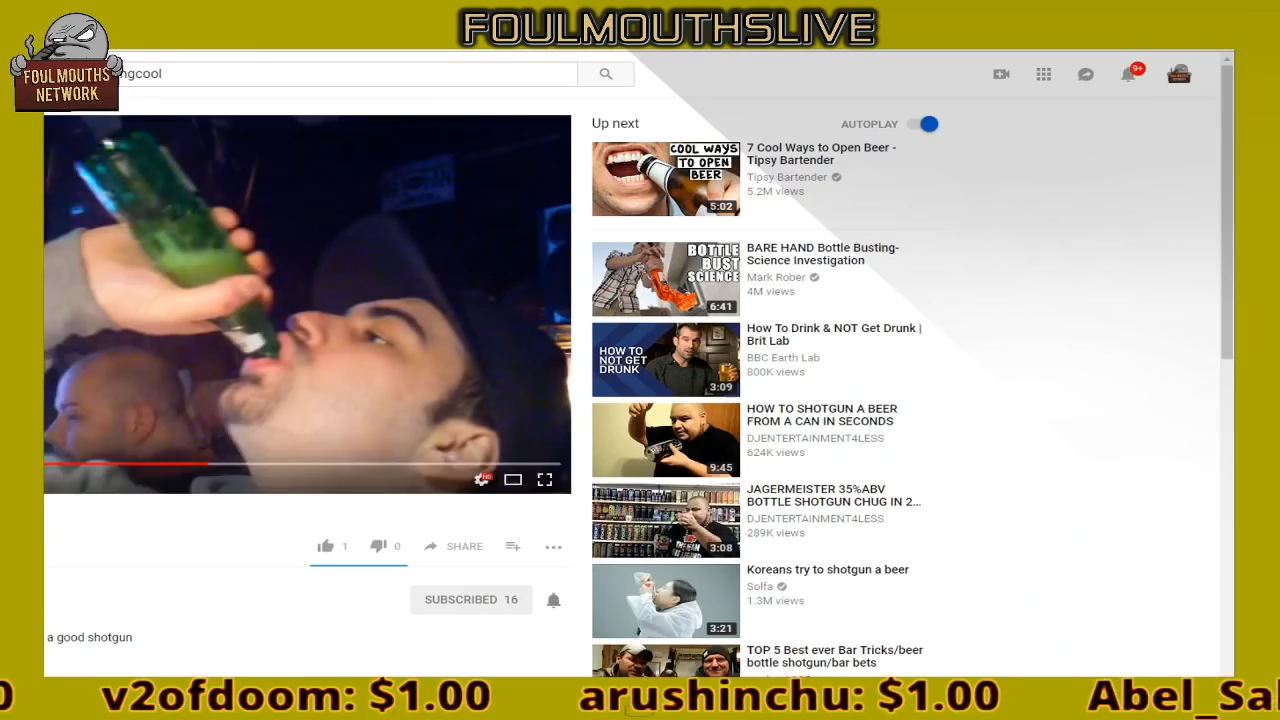 FOULMOUTHSLIVE
FOULMOUTHS
NETWORK
ngcool
9+
Up next
AUTOPLAY
COOL WAYS
TO OPEN
BEER
5:02
7 Cool Ways to Open Beer -
Tipsy Bartender
Tipsy Bartender
5.2M views
BOTTLE
BUST
SCIENCE
6:41
BARE HAND Bottle Busting-
Science Investigation
Mark Rober
4M views
HOW TO
NOT GET
DRUNK
3:09
How To Drink & NOT Get Drunk |
Brit Lab
BBC Earth Lab
800K views
9:45
HOW TO SHOTGUN A BEER
FROM A CAN IN SECONDS
DJENTERTAINMENT4LESS
624K views
3:08
JAGERMEISTER 35%ABV
BOTTLE SHOTGUN CHUG IN 2...
DJENTERTAINMENT4LESS
289K views
3:21
Koreans try to shotgun a beer
Solfa
1.3M views
TOP 5 Best ever Bar Tricks/beer
bottle shotgun/bar bets
HD
1
0
SHARE
SUBSCRIBED 16
a good shotgun
0 v2ofdoom: $1.00 arushinchu: $1.00 Abel_Sal